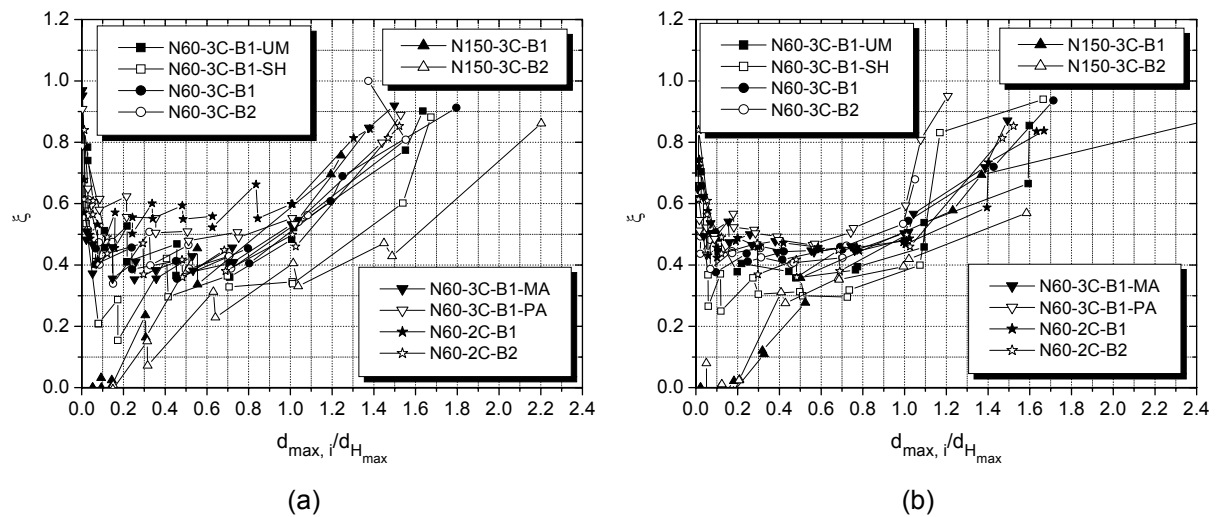 1.2
1.0
0.8
0.6
0.4
0.2
0.0
ξ
N60-3C-B1-UM
N60-3C-B1-SH
N60-3C-B1
N60-3C-B2
N150-3C-B1
N150-3C-B2
N60-3C-B1-MA
N60-3C-B1-PA
N60-2C-B1
N60-2C-B2
0.0 0.2 0.4 0.6 0.8 1.0 1.2 1.4 1.6 1.8 2.0 2.2 2.4
d_max, i/d_H_max
(a)
1.2
1.0
0.8
0.6
0.4
0.2
0.0
ξ
N60-3C-B1-UM
N60-3C-B1-SH
N60-3C-B1
N60-3C-B2
N150-3C-B1
N150-3C-B2
N60-3C-B1-MA
N60-3C-B1-PA
N60-2C-B1
N60-2C-B2
0.0 0.2 0.4 0.6 0.8 1.0 1.2 1.4 1.6 1.8 2.0 2.2 2.4
d_max, i/d_H_max
(b)